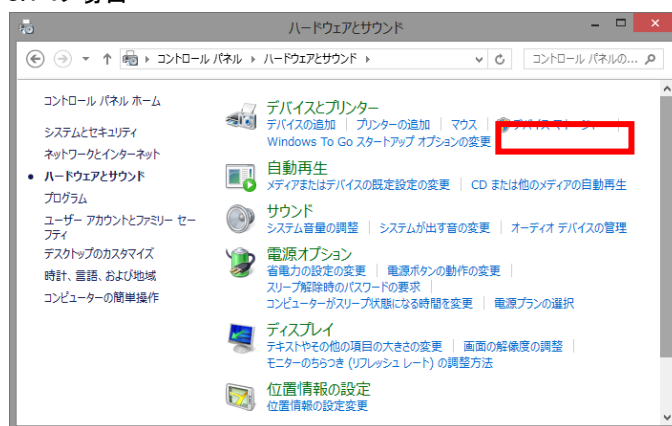 ハードウェアとサウンド
コントロール パネル ハードウェアとサウンド
コントロール パネルの...
コントロール パネル ホーム
システムとセキュリティ
ネットワークとインターネット
ハードウェアとサウンド
プログラム
ユーザー アカウントとファミリー セー
フティ
デスクトップのカスタマイズ
時計、言語、および地域
コンピューターの簡単操作
デバイスとプリンター
デバイスの追加 プリンターの追加 マウス
Windows To Go スタートアップ オプションの変更
自動再生
メディアまたはデバイスの既定設定の変更 CD または他のメディアの自動再生
サウンド
システム音量の調整 システムが出す音の変更 オーディオ デバイスの管理
電源オプション
省電力の設定の変更 電源ボタンの動作の変更
スリープ解除時のパスワードの要求
コンピューターがスリープ状態になる時間を変更 電源プランの選択
ディスプレイ
テキストやその他の項目の大きさの変更 画面の解像度の調整
モニターのちらつき (リフレッシュ レート) の調整方法
位置情報の設定
位置情報の設定変更